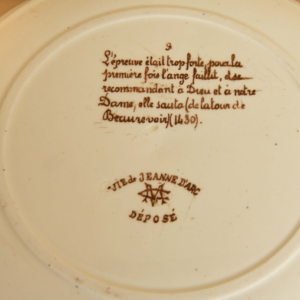 9
L'épreuve était trop forte, pour la
première fois l'ange faillit, et se
recommandant à Dieu et à notre
Dame, elle sauta (de la tour de
Beaurevoir) (1430).
VIE de JEANNE D'ARC
DÉPOSÉ